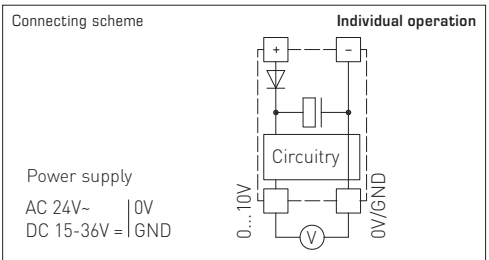 Connecting scheme
Individual operation
+ −
Circuitry
Power supply
AC 24V~ 0V
DC 15-36V = GND
0...10V
0V/GND
V